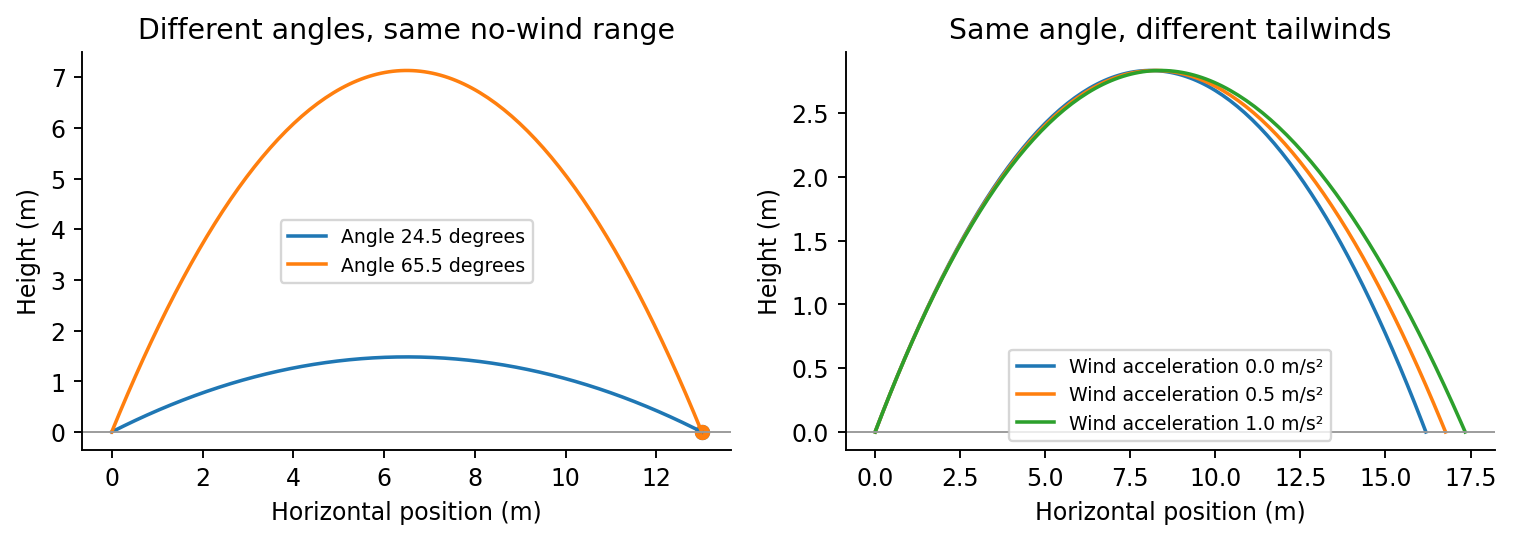 Different angles, same no-wind range
Height (m)
7
6
5
4
3
2
1
0
Angle 24.5 degrees
Angle 65.5 degrees
0 2 4 6 8 10 12
Horizontal position (m)
Same angle, different tailwinds
Height (m)
2.5
2.0
1.5
1.0
0.5
0.0
Wind acceleration 0.0 m/s²
Wind acceleration 0.5 m/s²
Wind acceleration 1.0 m/s²
0.0 2.5 5.0 7.5 10.0 12.5 15.0 17.5
Horizontal position (m)